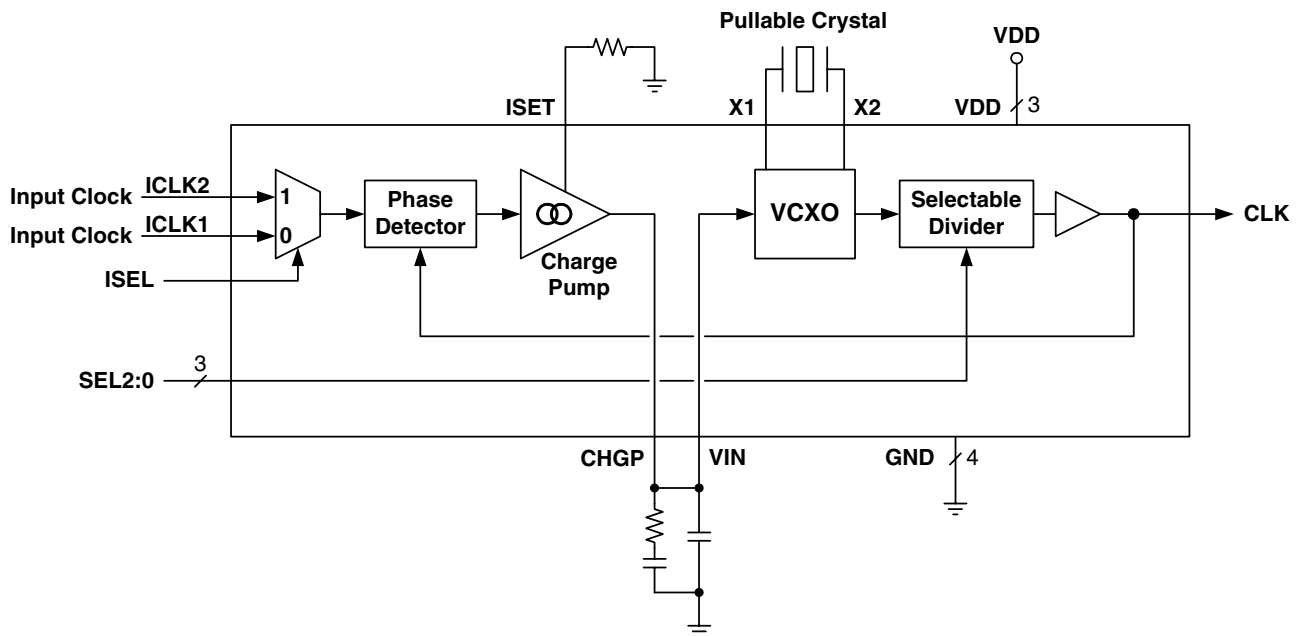 Pullable Crystal
VDD
ISET
X1
X2
VDD
3
Input Clock
ICLK2
1
Input Clock
ICLK1
0
ISEL
Phase
Detector
Charge
Pump
VCXO
Selectable
Divider
CLK
SEL2:0
3
CHGP
VIN
GND
4